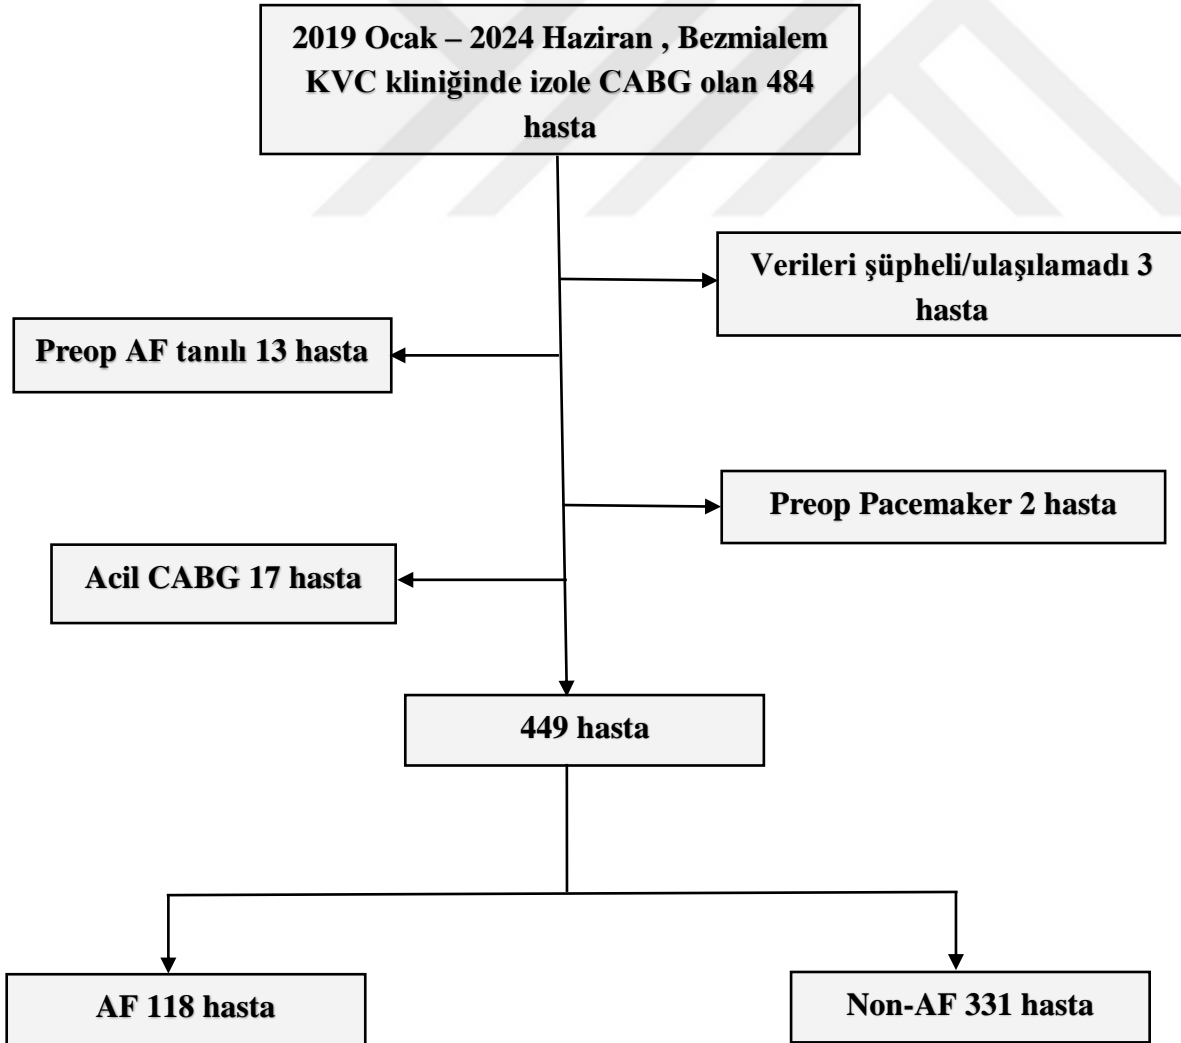 2019 Ocak – 2024 Haziran , Bezmialem
KVC kliniğinde izole CABG olan 484
hasta
Verileri şüpheli/ulaşılamadı 3
hasta
Preop AF tanılı 13 hasta
Preop Pacemaker 2 hasta
Acil CABG 17 hasta
449 hasta
AF 118 hasta
Non-AF 331 hasta